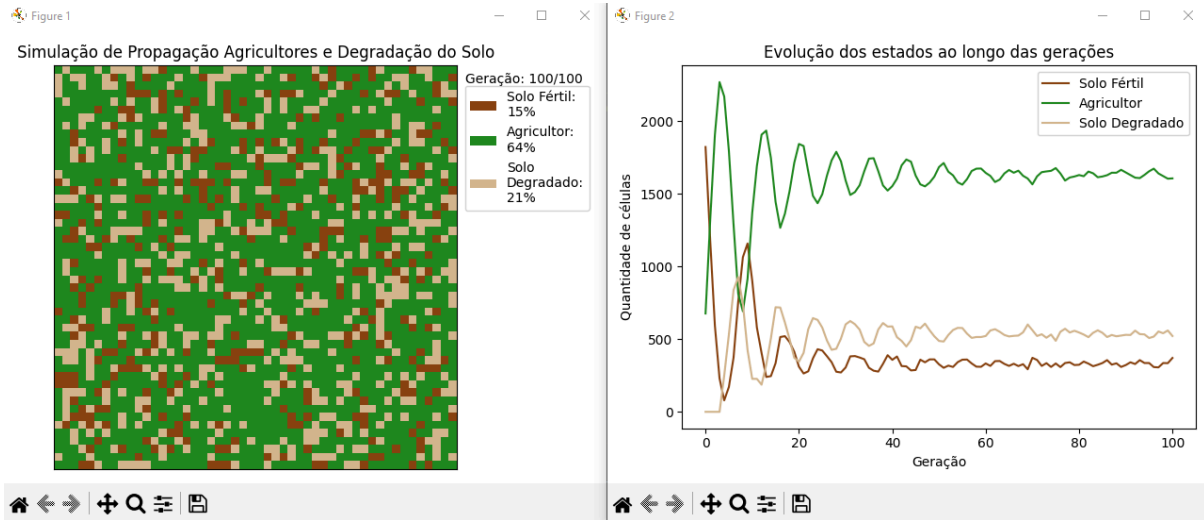 Figure 1
Simulação de Propagação Agricultores e Degradação do Solo
Geração: 100/100
Solo Fértil:
15%
Agricultor:
64%
Solo
Degradado:
21%
Figure 2
Evolução dos estados ao longo das gerações
Solo Fértil
Agricultor
Solo Degradado
Quantidade de células
2000
1500
1000
500
0
0 20 40 60 80 100
Geração